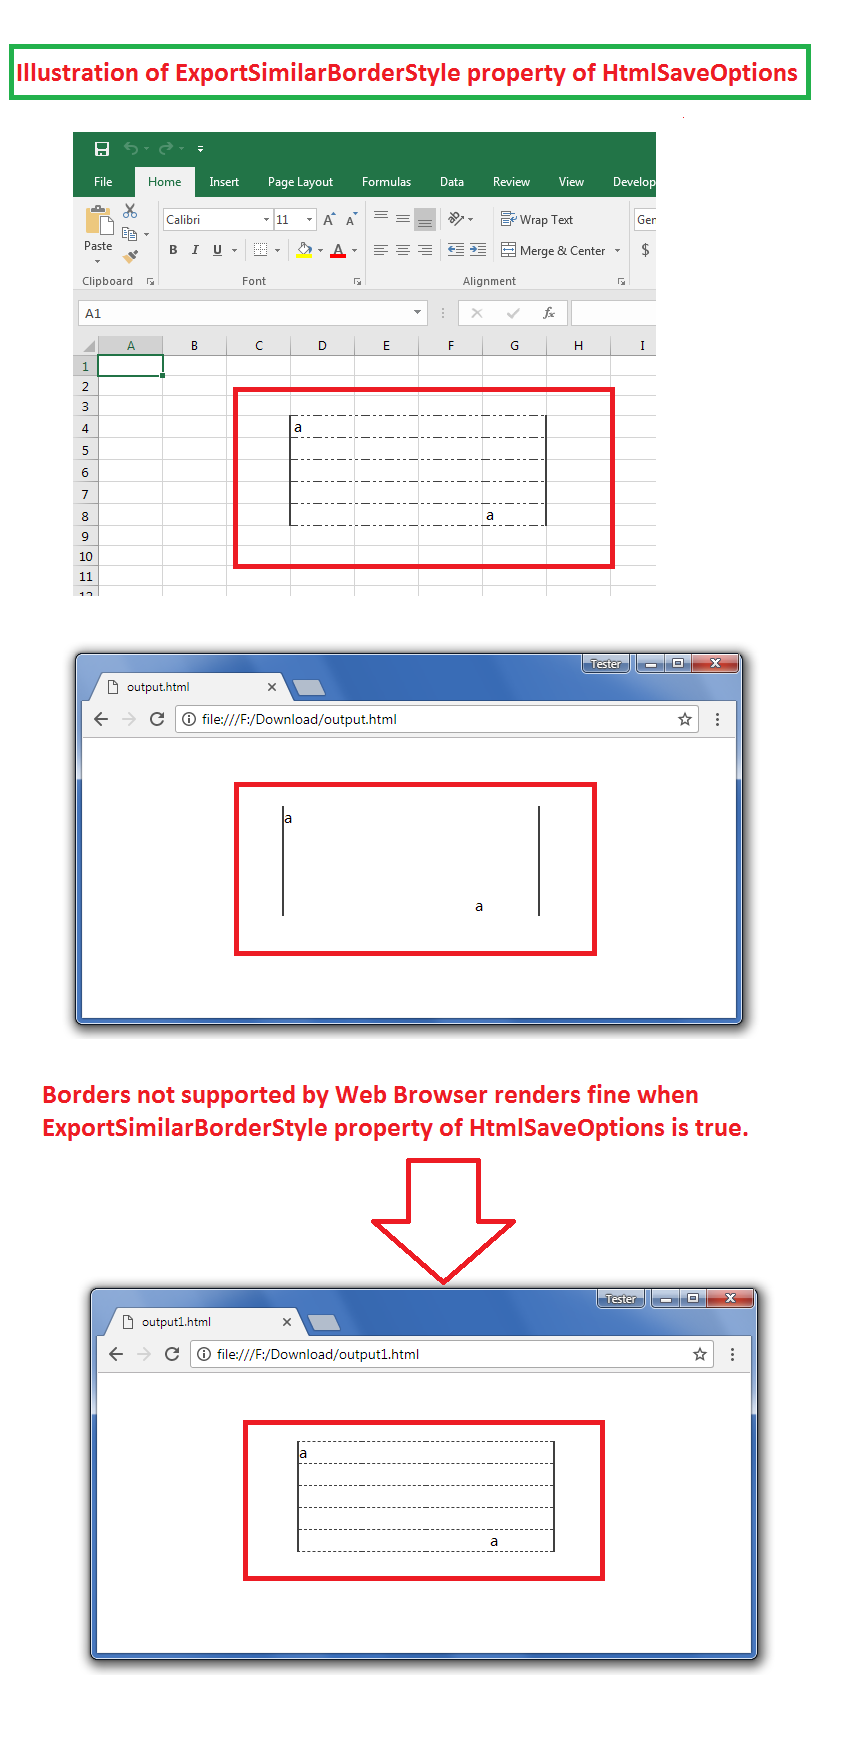 Illustration of ExportSimilarBorderStyle property of HtmlSaveOptions
File Home Insert Page Layout Formulas Data Review View Develop
Calibri 11 A A Wrap Text Gen
Paste B I U A Merge & Center $
Clipboard Font Alignment
A1 fx
A B C D E F G H I
1
2
3
4 a
5
6
7
8 a
9
10
11
12
Tester
output.html
file:///F:/Download/output.html
a
a
Borders not supported by Web Browser renders fine when
ExportSimilarBorderStyle property of HtmlSaveOptions is true.
Tester
output1.html
file:///F:/Download/output1.html
a
a